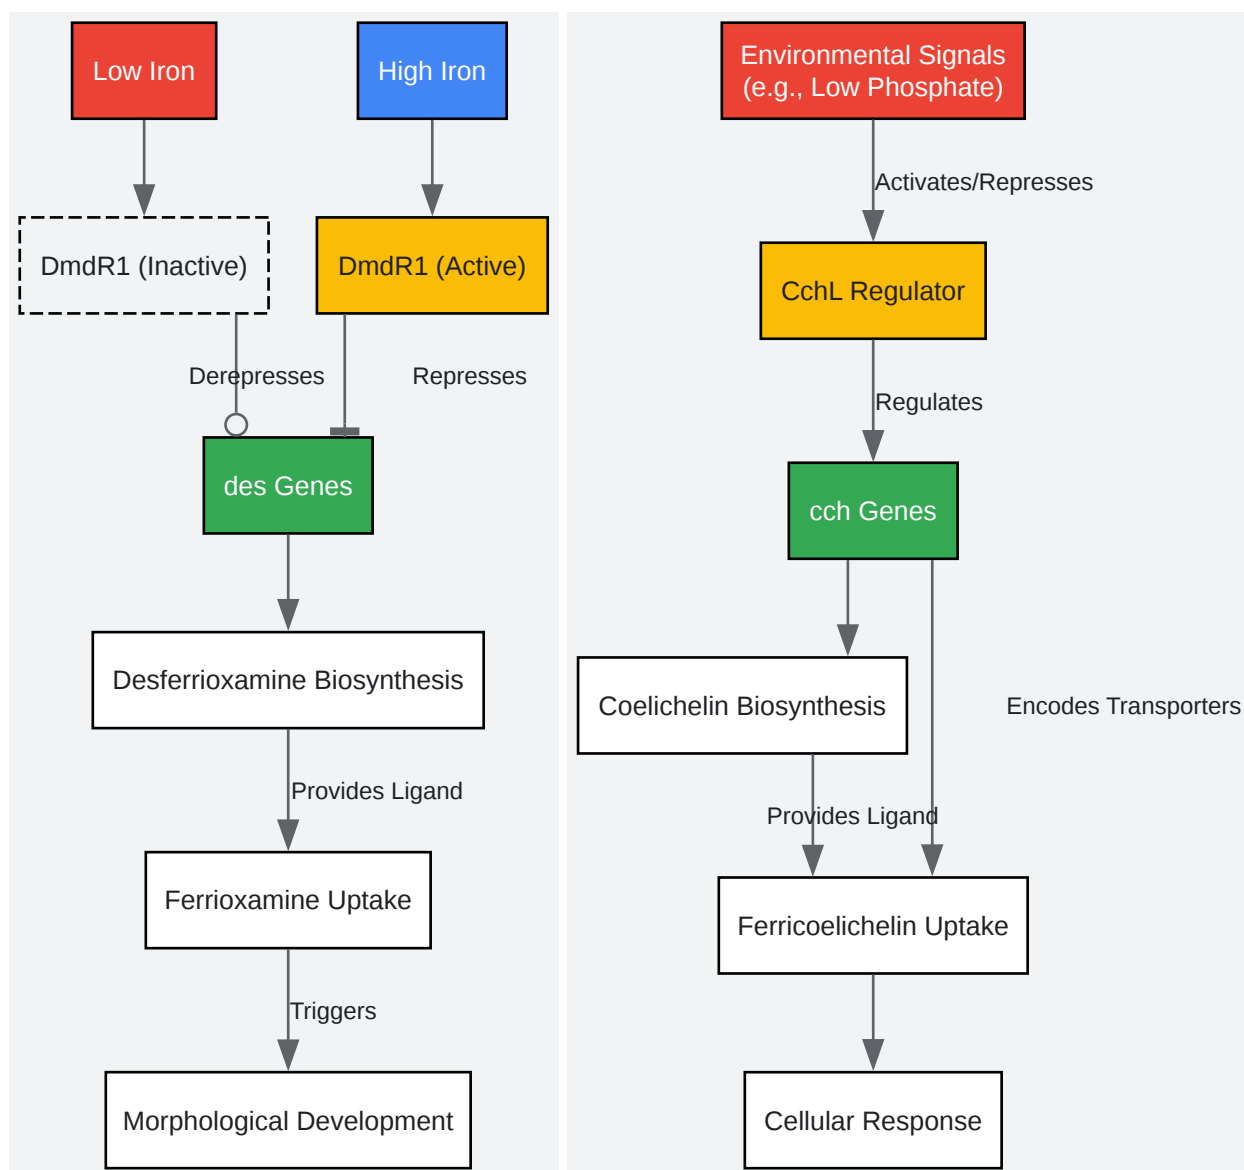 Low Iron
High Iron
DmdR1 (Inactive)
DmdR1 (Active)
Derepresses
Represses
des Genes
Desferrioxamine Biosynthesis
Provides Ligand
Ferrioxamine Uptake
Triggers
Morphological Development
Environmental Signals
(e.g., Low Phosphate)
Activates/Represses
CchL Regulator
Regulates
cch Genes
Coelichelin Biosynthesis
Encodes Transporters
Provides Ligand
Ferricoelichelin Uptake
Cellular Response